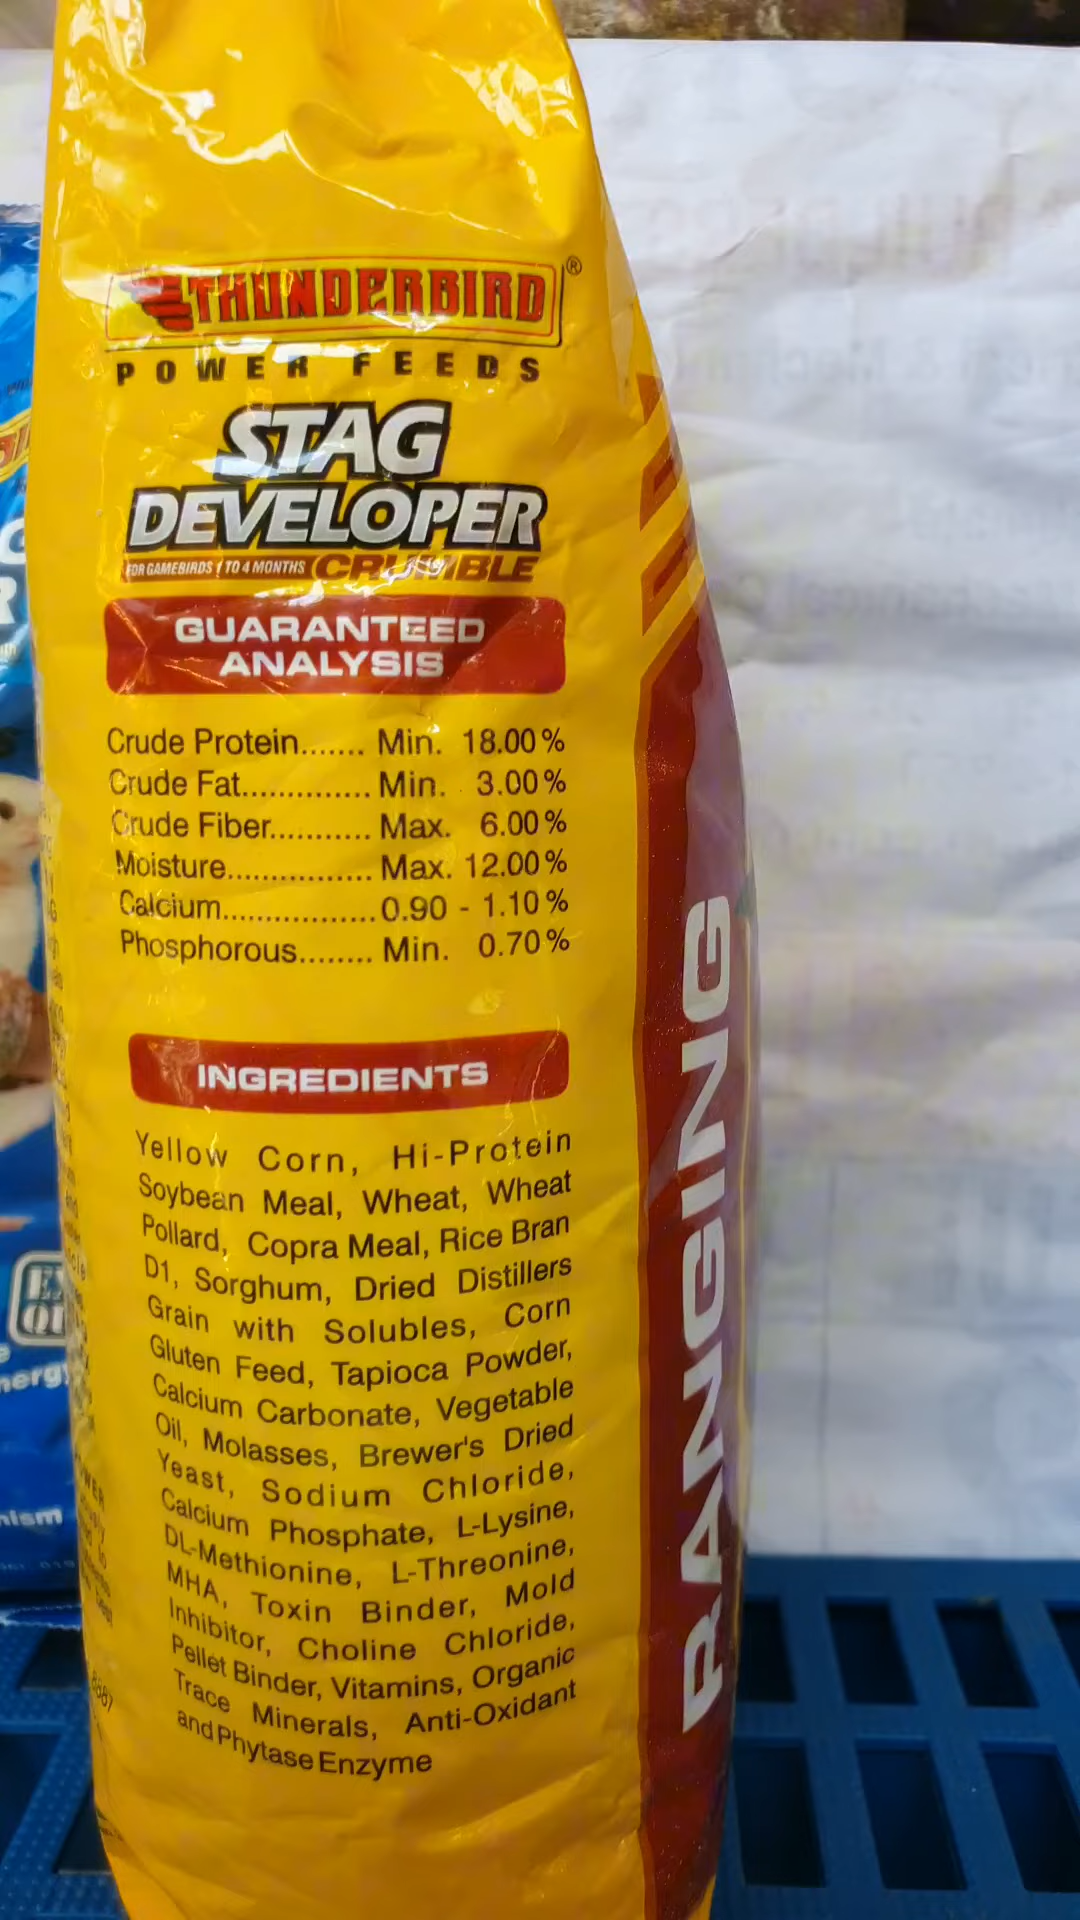 THUNDERBIRD®
POWER FEEDS
STAG
DEVELOPER
FOR GAMEBIRDS 1 TO 4 MONTHS CRUMBLE
GUARANTEED
ANALYSIS
Crude Protein....... Min. 18.00%
Crude Fat.............. Min. 3.00%
Crude Fiber........... Max. 6.00%
Moisture................ Max. 12.00%
Calcium.................0.90 - 1.10%
Phosphorous........ Min. 0.70%
INGREDIENTS
Yellow Corn, Hi-Protein
Soybean Meal, Wheat, Wheat
Pollard, Copra Meal, Rice Bran
D1, Sorghum, Dried Distillers
Grain with Solubles, Corn
Gluten Feed, Tapioca Powder,
Calcium Carbonate, Vegetable
Oil, Molasses, Brewer's Dried
Yeast, Sodium Chloride,
Calcium Phosphate, L-Lysine,
DL-Methionine, L-Threonine,
MHA, Toxin Binder, Mold
Inhibitor, Choline Chloride,
Pellet Binder, Vitamins, Organic
Trace Minerals, Anti-Oxidant
and Phytase Enzyme
RANGING